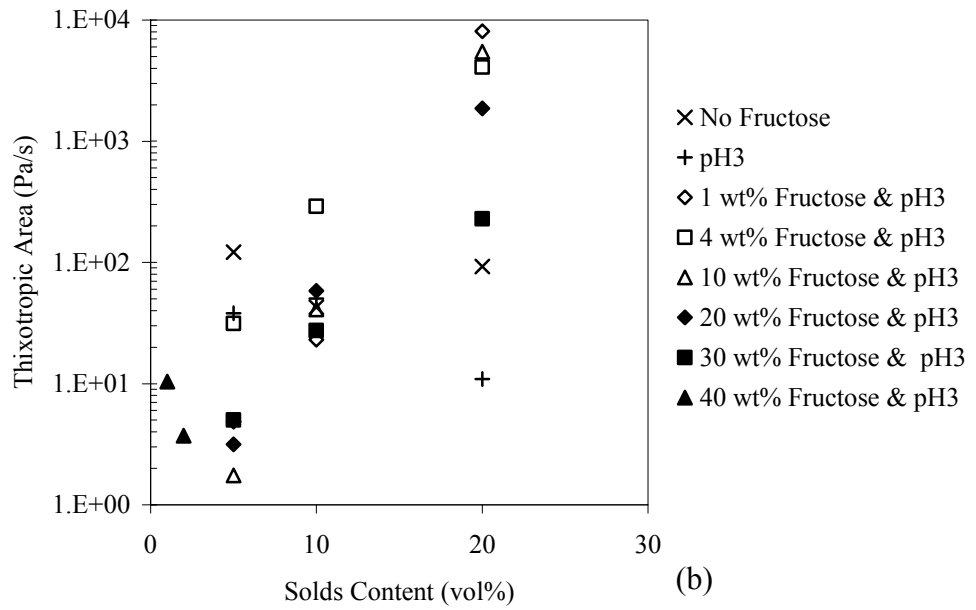 1.E+04
1.E+03
1.E+02
1.E+01
1.E+00
Thixotropic Area (Pa/s)
0 10 20 30
Solds Content (vol%)
No Fructose
pH3
1 wt% Fructose & pH3
4 wt% Fructose & pH3
10 wt% Fructose & pH3
20 wt% Fructose & pH3
30 wt% Fructose & pH3
40 wt% Fructose & pH3
(b)